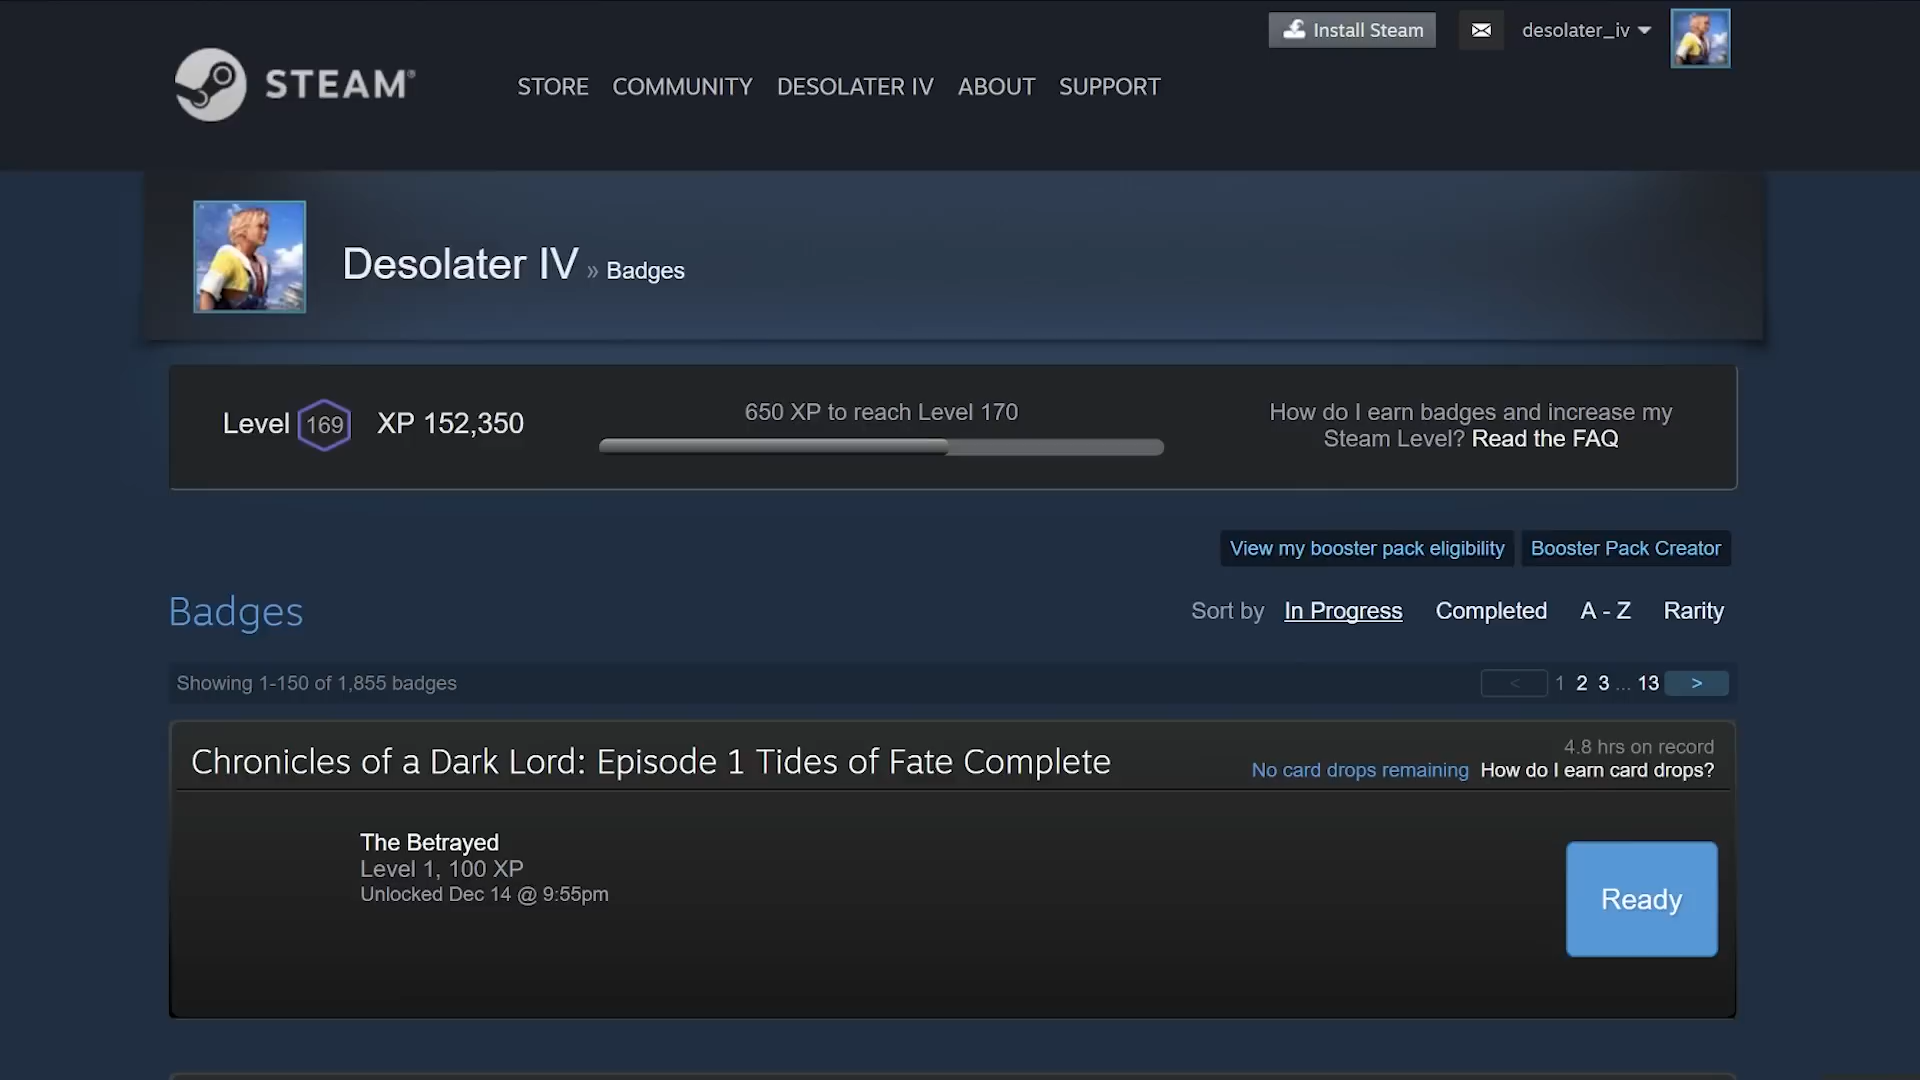 Install Steam
desolater_iv
STEAM®
STORE COMMUNITY DESOLATER IV ABOUT SUPPORT
Desolater IV » Badges
Level 169 XP 152,350
650 XP to reach Level 170
How do I earn badges and increase my
Steam Level? Read the FAQ
View my booster pack eligibility Booster Pack Creator
Badges
Sort by In Progress Completed A - Z Rarity
Showing 1-150 of 1,855 badges
< 1 2 3 ... 13 >
Chronicles of a Dark Lord: Episode 1 Tides of Fate Complete
4.8 hrs on record
No card drops remaining How do I earn card drops?
The Betrayed
Level 1, 100 XP
Unlocked Dec 14 @ 9:55pm
Ready